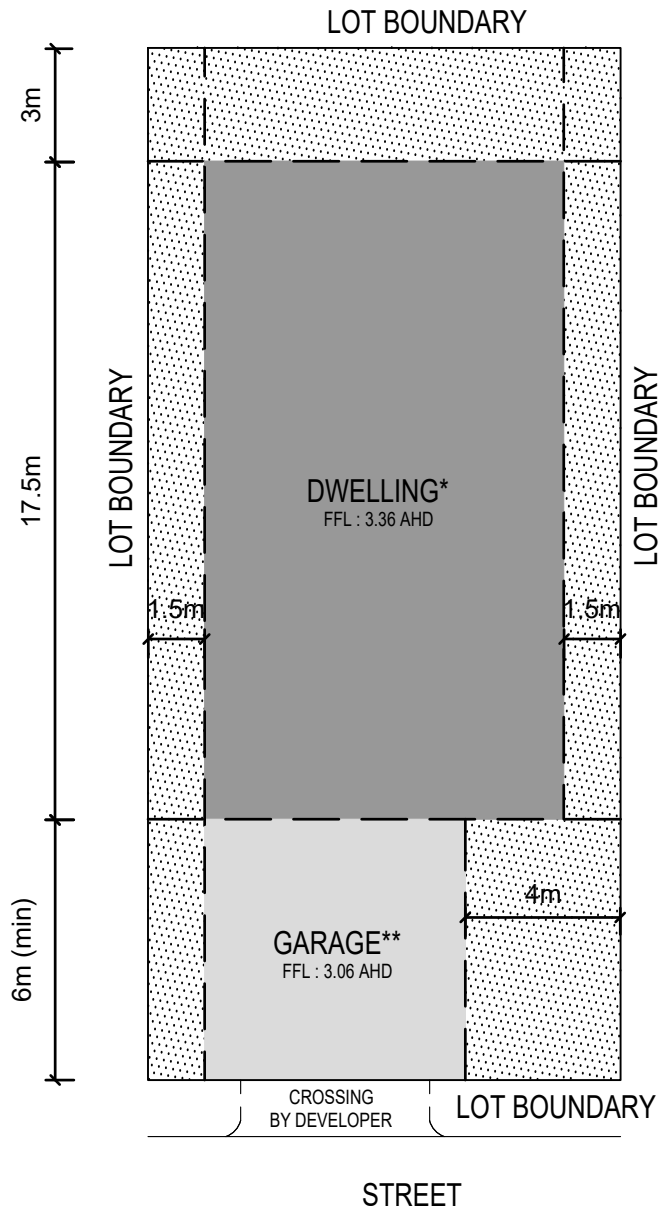 LOT BOUNDARY
3m
LOT BOUNDARY
17.5m
LOT BOUNDARY
DWELLING*
FFL : 3.36 AHD
1.5m
1.5m
6m (min)
4m
GARAGE**
FFL : 3.06 AHD
CROSSING
BY DEVELOPER
LOT BOUNDARY
STREET